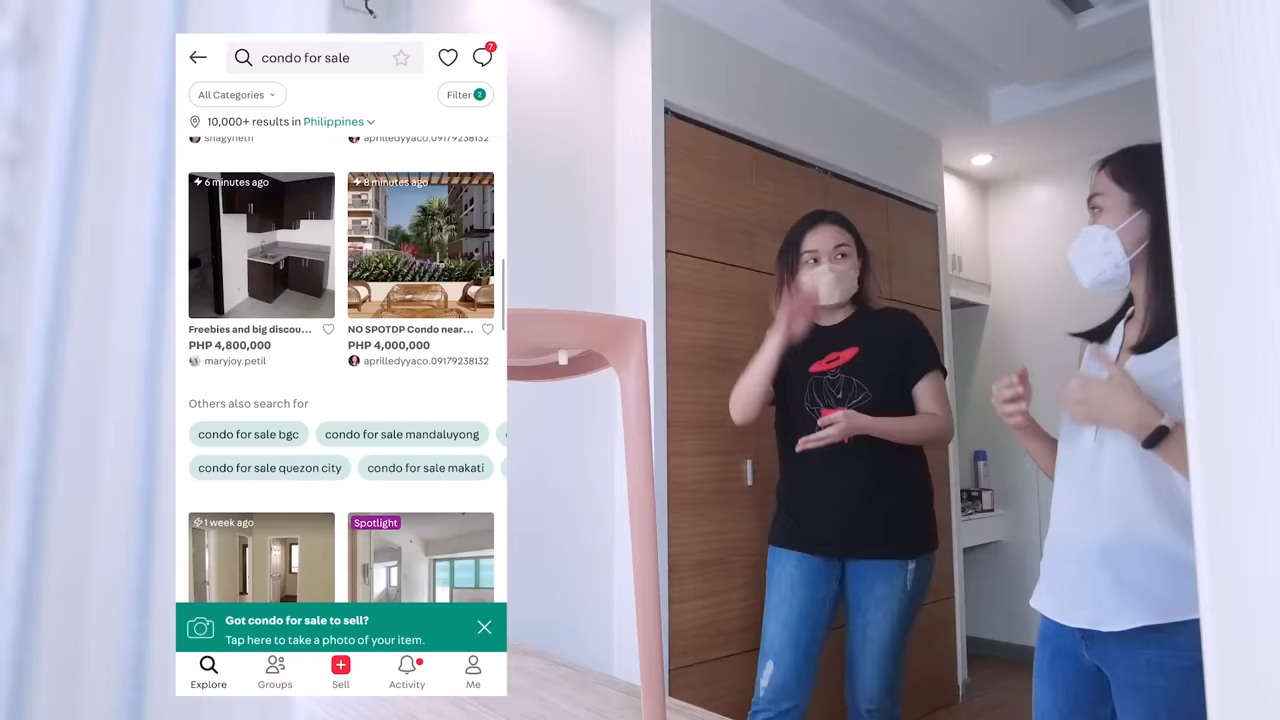 condo for sale
7
All Categories
Filter 2
10,000+ results in Philippines
shagyneth
aprilledyyaco.09179238132
6 minutes ago
8 minutes ago
Freebies and big discou...
NO SPOTDP Condo near...
PHP 4,800,000
PHP 4,000,000
maryjoy.petil
aprilledyyaco.09179238132
Others also search for
condo for sale bgc
condo for sale mandaluyong
condo for sale quezon city
condo for sale makati
1 week ago
Spotlight
Got condo for sale to sell?
Tap here to take a photo of your item.
Explore
Groups
Sell
Activity
Me